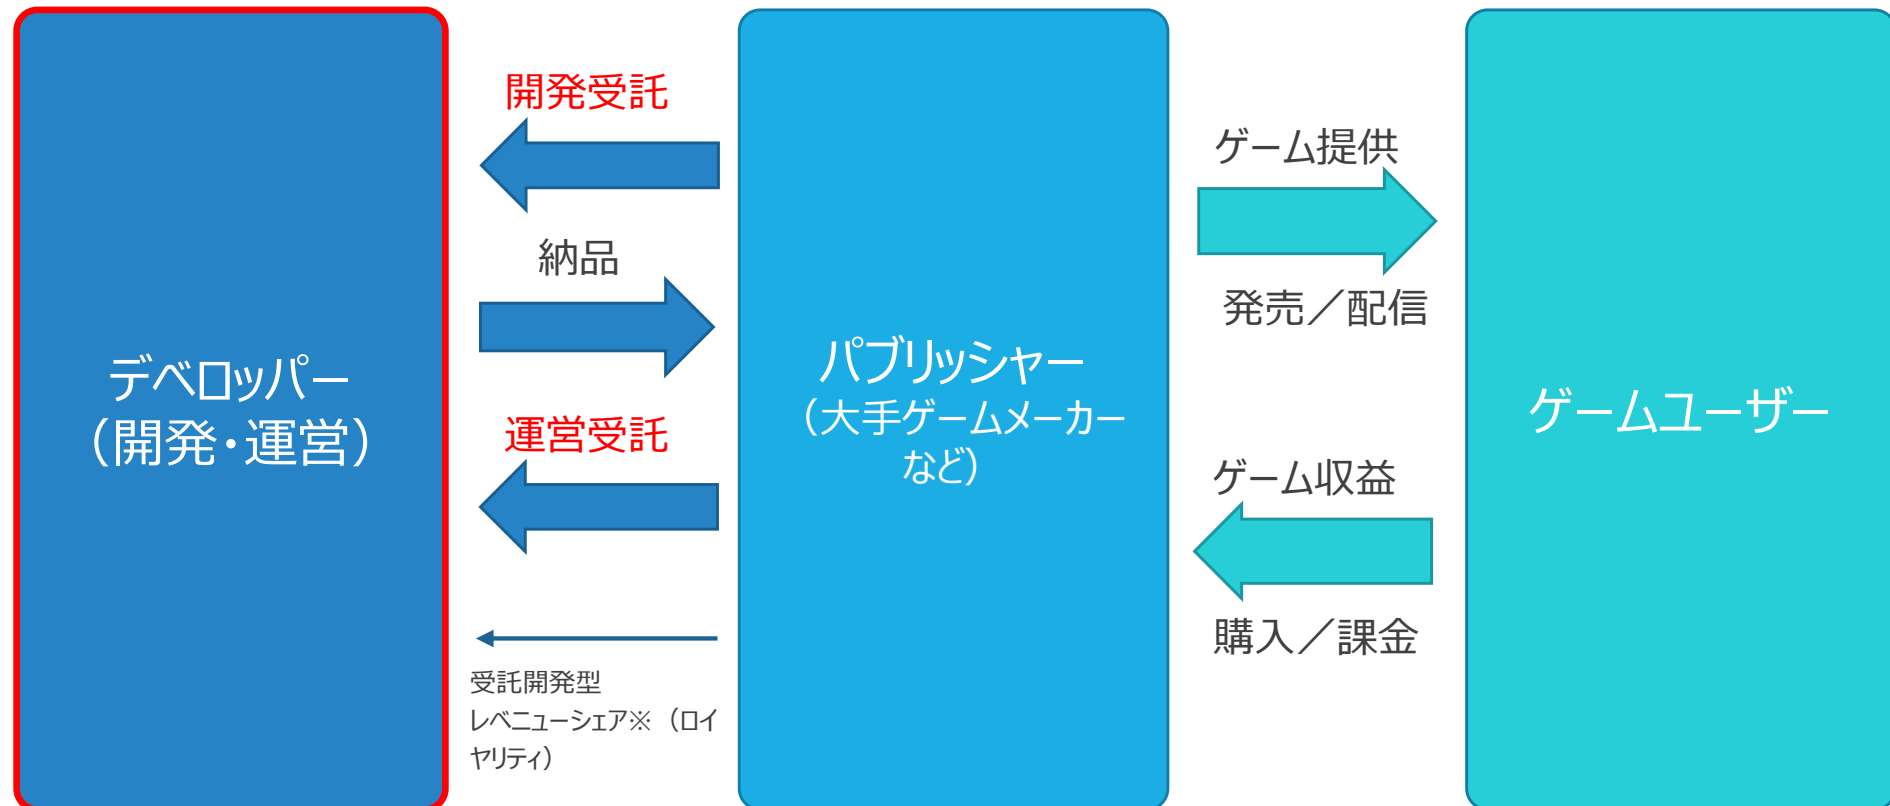 デベロッパー
（開発・運営）
開発受託
納品
運営受託
受託開発型
レベニューシェア※（ロイ
ヤリティ）
パブリッシャー
（大手ゲームメーカー
など）
ゲーム提供
発売／配信
ゲーム収益
購入／課金
ゲームユーザー